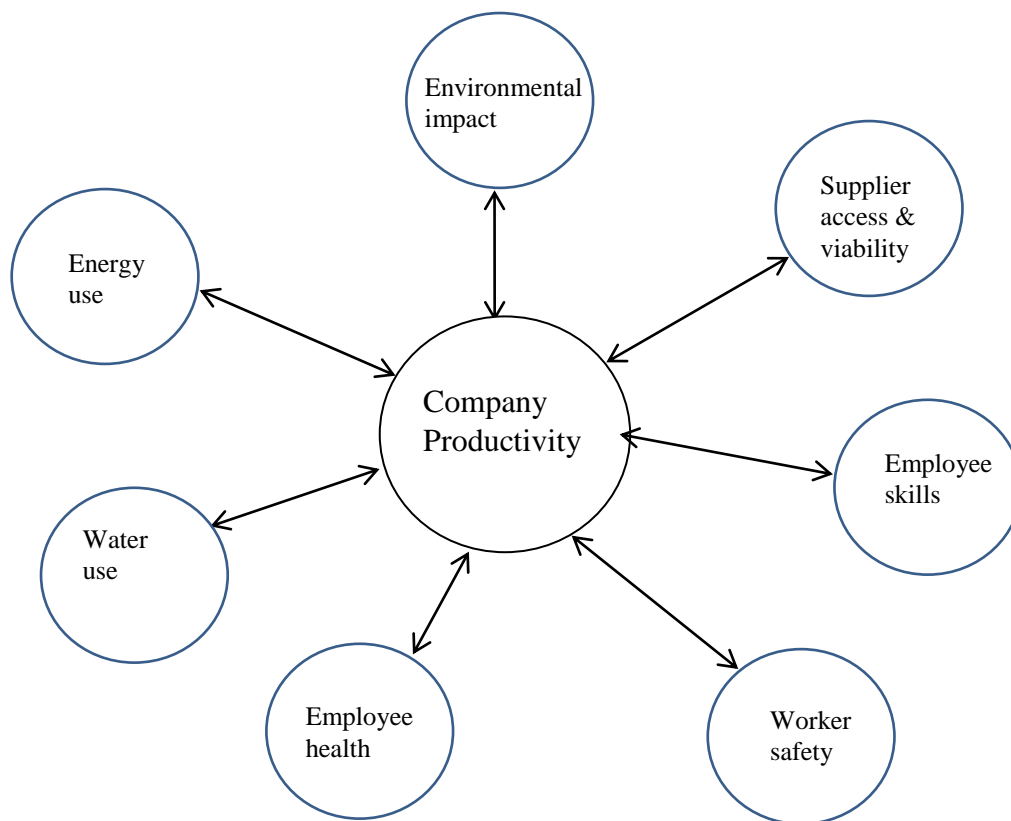 Environmental
impact
Supplier
access &
viability
Energy
use
Company
Productivity
Employee
skills
Water
use
Employee
health
Worker
safety